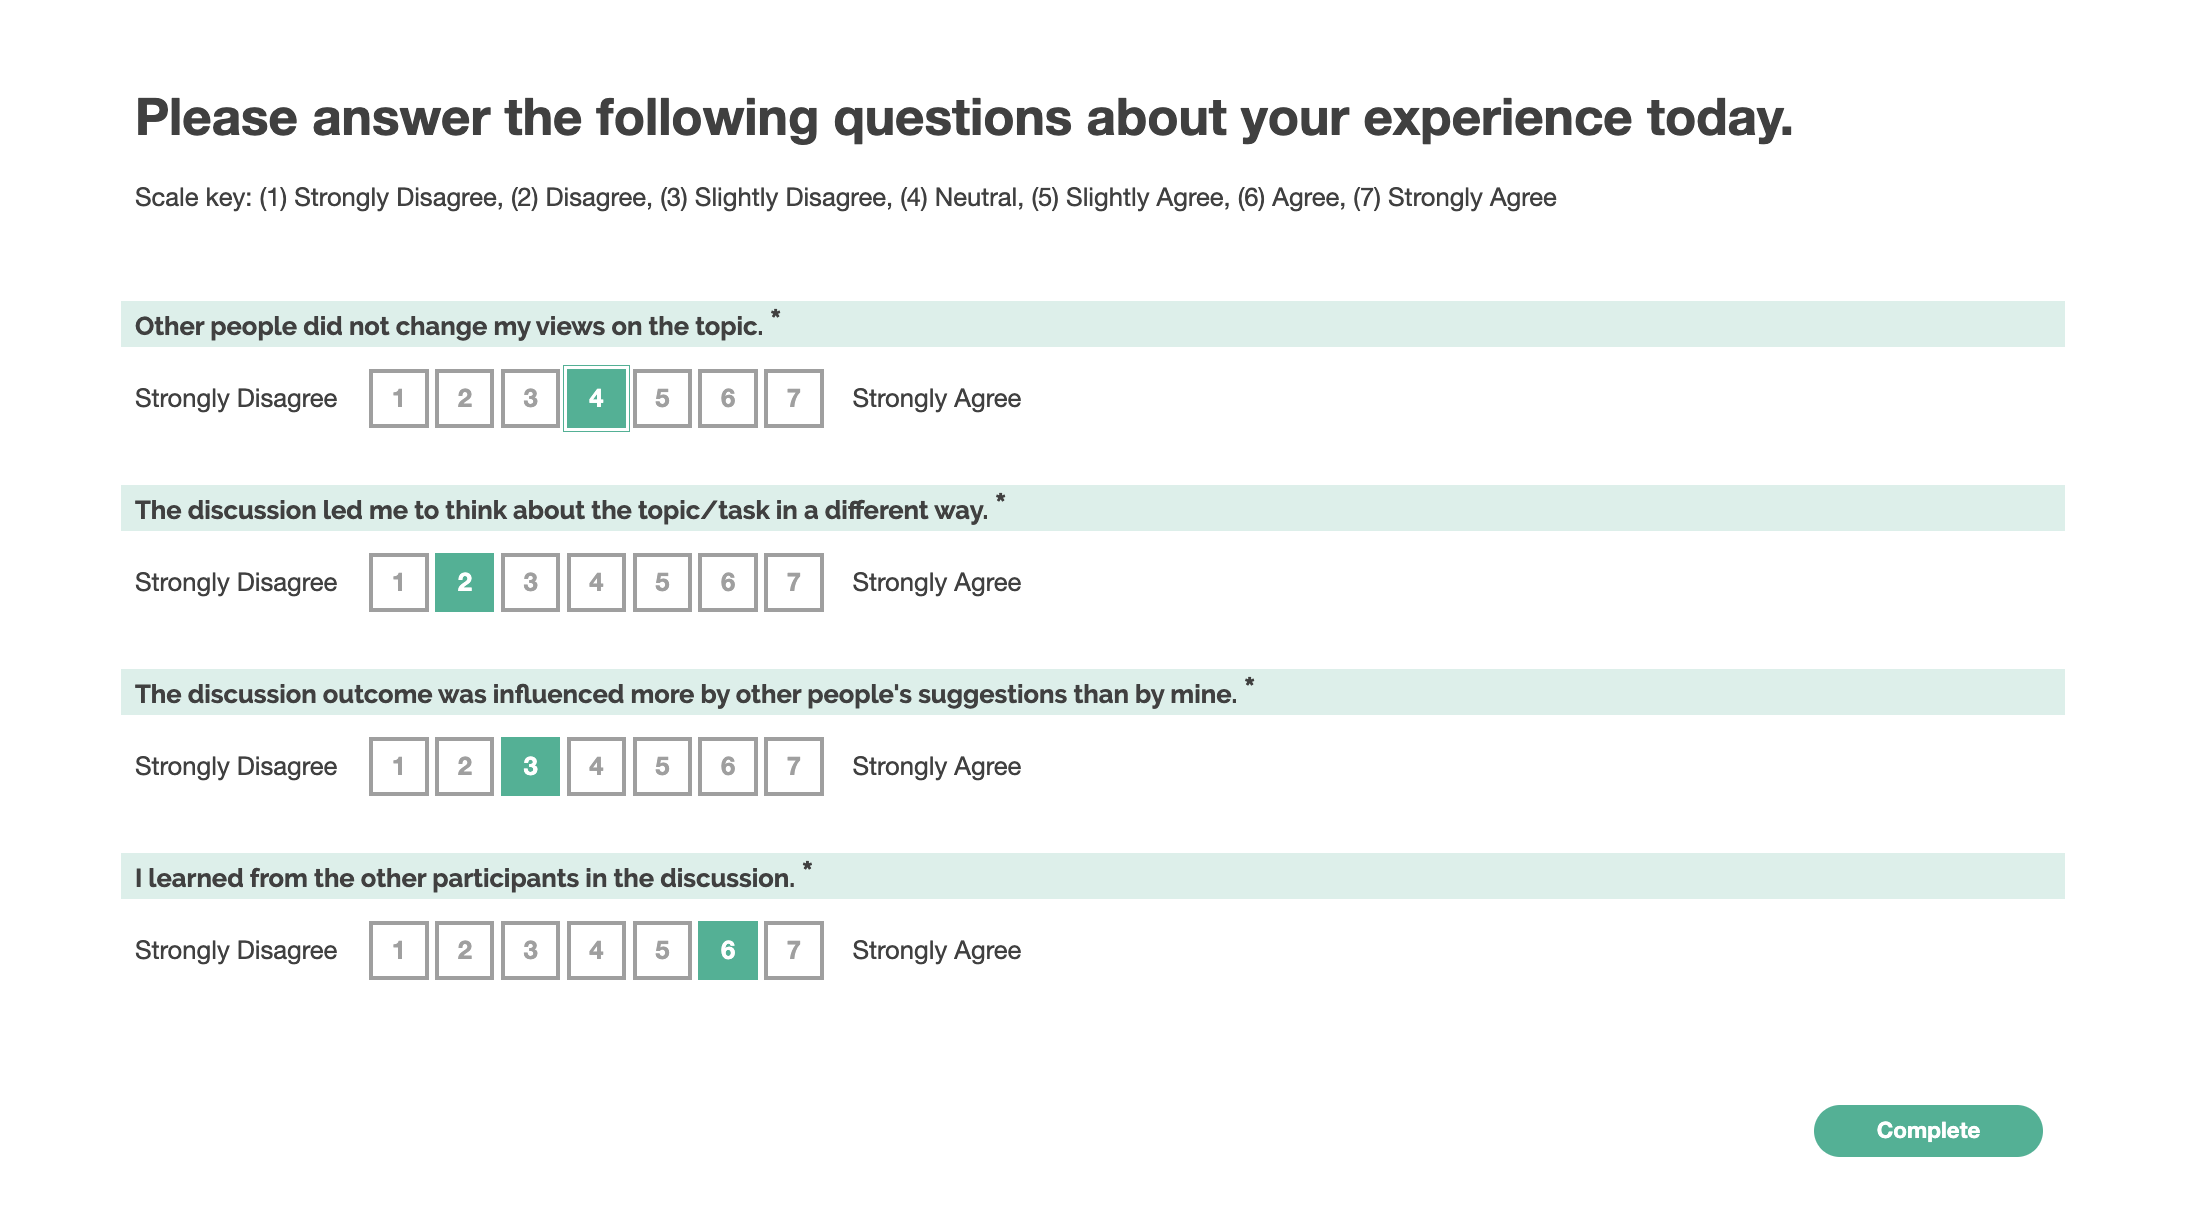 Please answer the following questions about your experience today.
Scale key: (1) Strongly Disagree, (2) Disagree, (3) Slightly Disagree, (4) Neutral, (5) Slightly Agree, (6) Agree, (7) Strongly Agree
Other people did not change my views on the topic. *
Strongly Disagree 1 2 3 4 5 6 7 Strongly Agree
The discussion led me to think about the topic/task in a different way. *
Strongly Disagree 1 2 3 4 5 6 7 Strongly Agree
The discussion outcome was influenced more by other people's suggestions than by mine. *
Strongly Disagree 1 2 3 4 5 6 7 Strongly Agree
I learned from the other participants in the discussion. *
Strongly Disagree 1 2 3 4 5 6 7 Strongly Agree
Complete